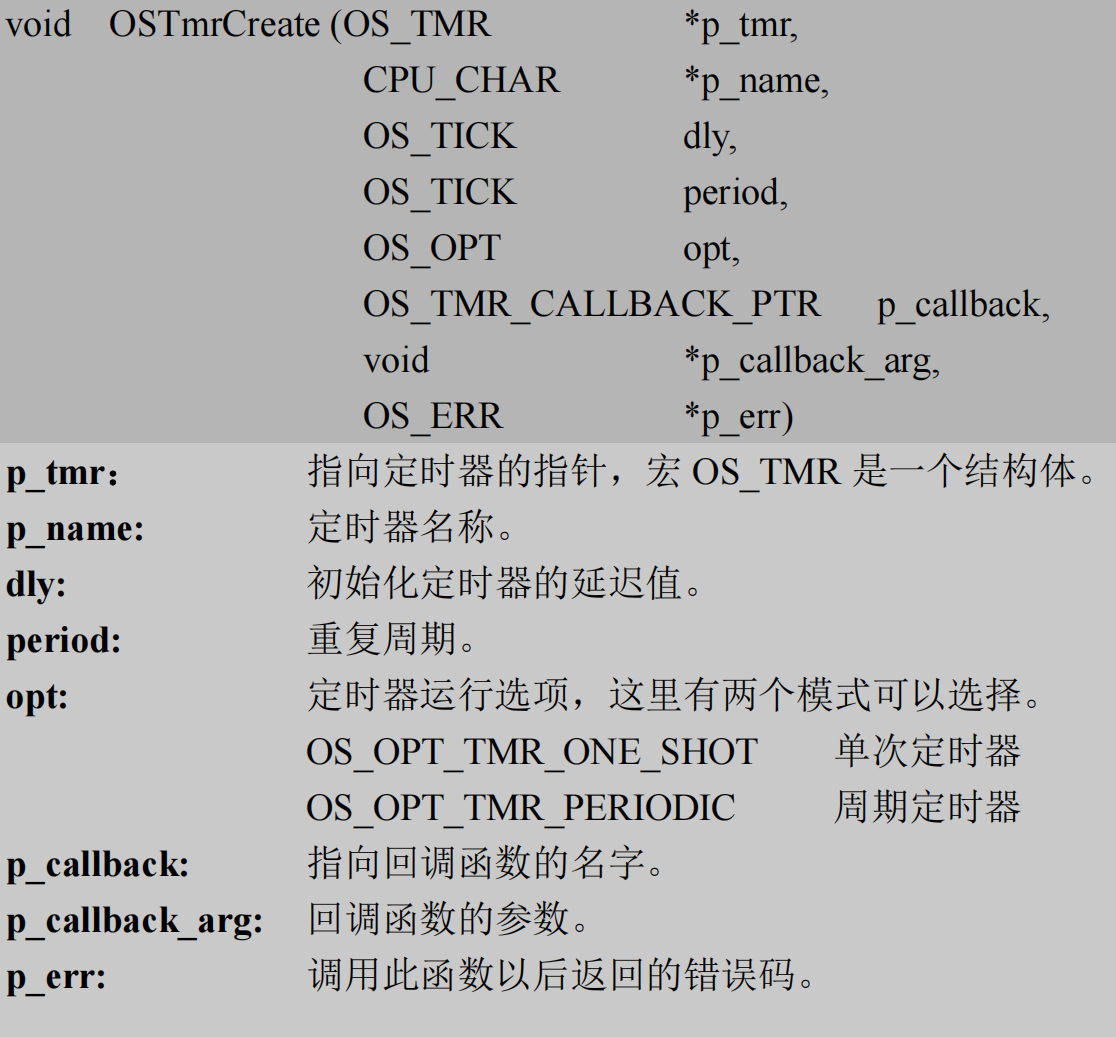 void OSTmrCreate (OS_TMR *p_tmr,
CPU_CHAR *p_name,
OS_TICK dly,
OS_TICK period,
OS_OPT opt,
OS_TMR_CALLBACK_PTR p_callback,
void *p_callback_arg,
OS_ERR *p_err)
p_tmr： 指向定时器的指针，宏 OS_TMR 是一个结构体。
p_name: 定时器名称。
dly: 初始化定时器的延迟值。
period: 重复周期。
opt: 定时器运行选项，这里有两个模式可以选择。
OS_OPT_TMR_ONE_SHOT 单次定时器
OS_OPT_TMR_PERIODIC 周期定时器
p_callback: 指向回调函数的名字。
p_callback_arg: 回调函数的参数。
p_err: 调用此函数以后返回的错误码。